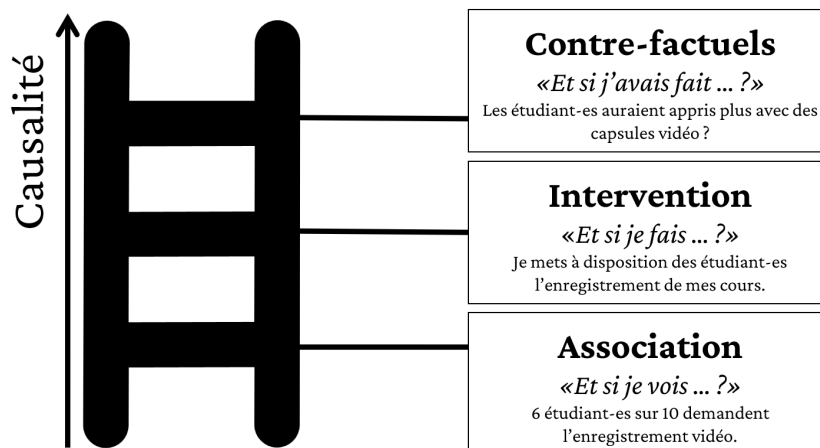 Causalité
Contre-factuels
«Et si j’avais fait ... ?»
Les étudiant-es auraient appris plus avec des
capsules vidéo ?
Intervention
«Et si je fais ... ?»
Je mets à disposition des étudiant-es
l’enregistrement de mes cours.
Association
«Et si je vois ... ?»
6 étudiant-es sur 10 demandent
l’enregistrement vidéo.